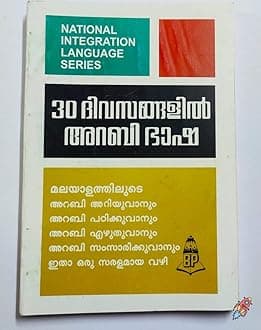 NATIONAL
INTEGRATION
LANGUAGE
SERIES
30 ദിവസങ്ങളിൽ
അറബി ഭാഷ
മലയാളത്തിലൂടെ
അറബി അറിയുവാനും
അറബി പഠിക്കുവാനും
അറബി എഴുതുവാനും
അറബി സംസാരിക്കുവാനും
ഇതാ ഒരു സരളമായ വഴി
BP